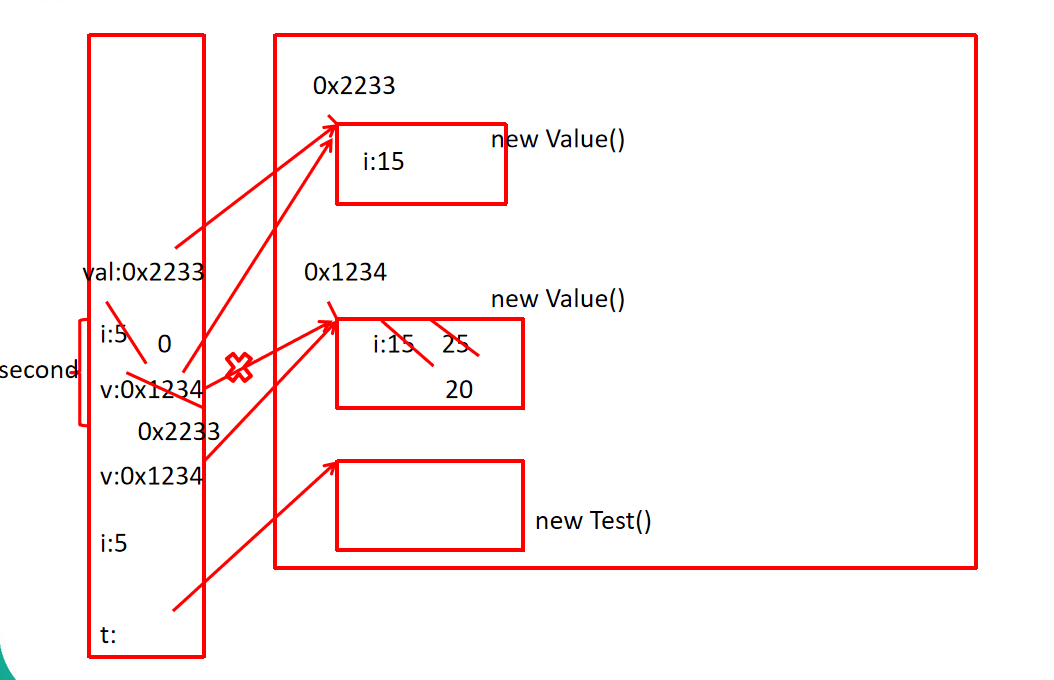 0x2233
new Value()
i:15
val:0x2233
0x1234
new Value()
i:5
0
i:15 25
second
v:0x1234
20
0x2233
v:0x1234
new Test()
i:5
t: